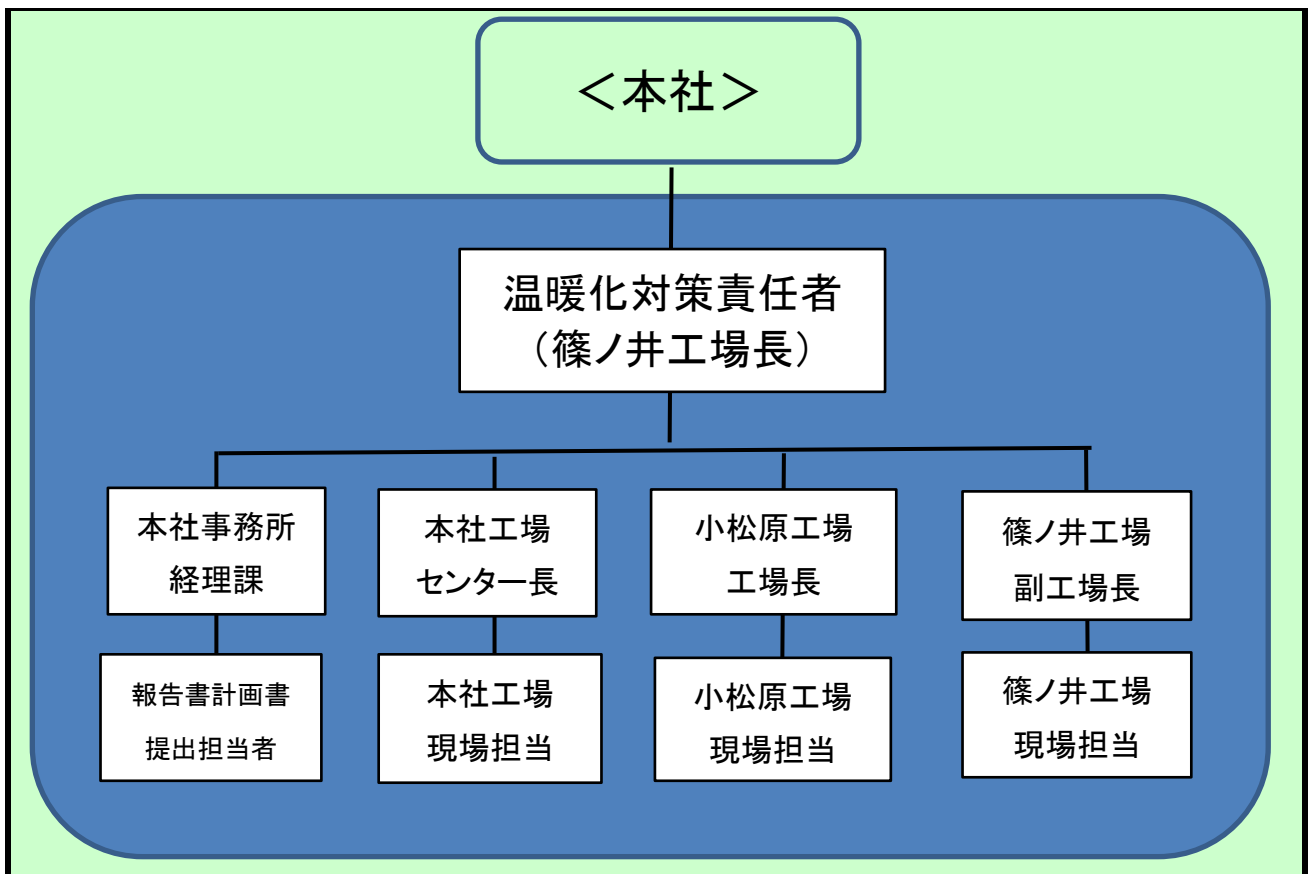 ＜本社＞
温暖化対策責任者
（篠ノ井工場長）
本社事務所
経理課
本社工場
センター長
小松原工場
工場長
篠ノ井工場
副工場長
報告書計画書
提出担当者
本社工場
現場担当
小松原工場
現場担当
篠ノ井工場
現場担当